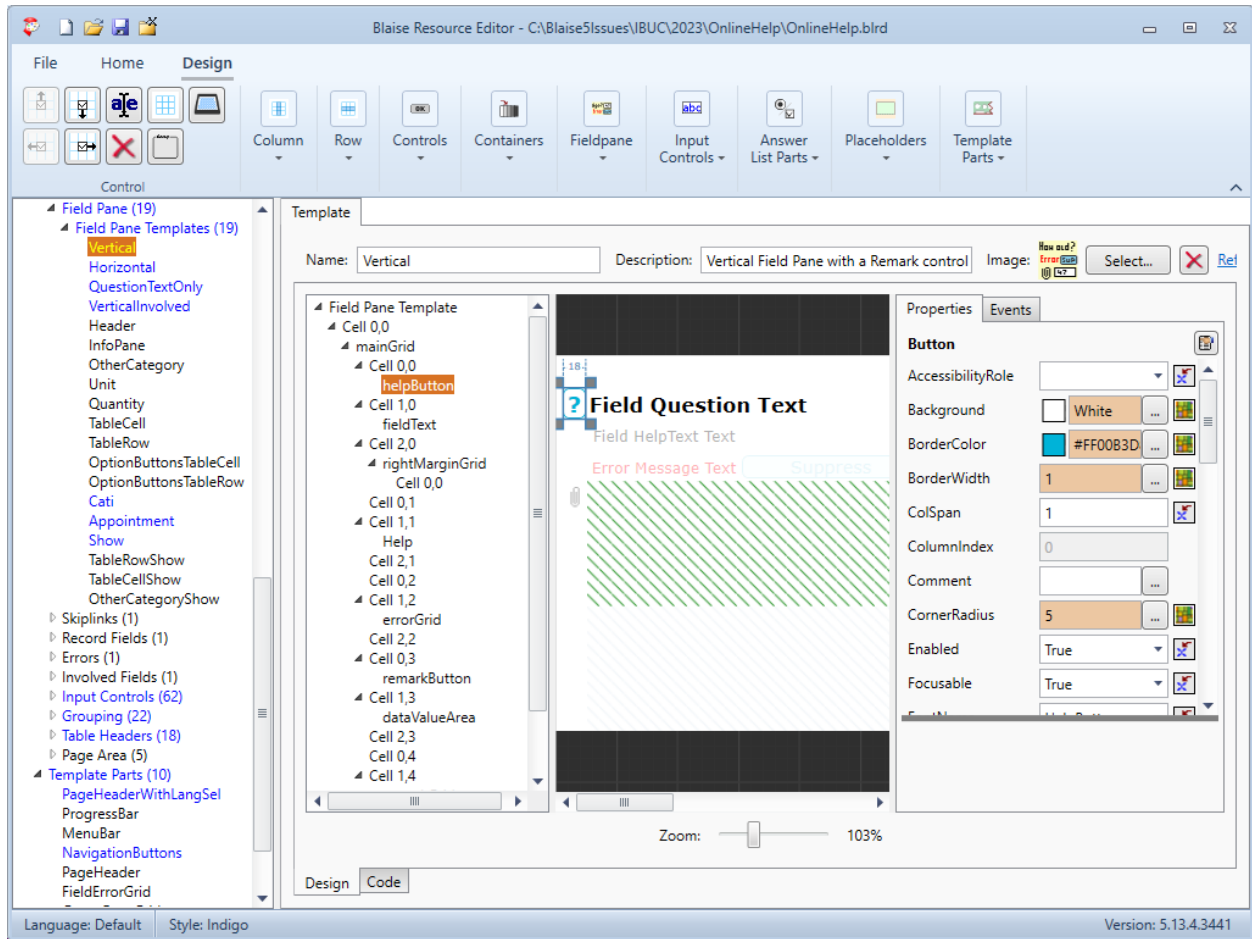 Blaise Resource Editor - C:\Blaise5Issues\IBUC\2023\OnlineHelp\OnlineHelp.blrd
File Home Design
Column
Row
Controls
Containers
Fieldpane
Input
Controls
Answer
List Parts
Placeholders
Template
Parts
Control
Field Pane (19)
Field Pane Templates (19)
Vertical
Horizontal
QuestionTextOnly
VerticalInvolved
Header
InfoPane
OtherCategory
Unit
Quantity
TableCell
TableRow
OptionButtonsTableCell
OptionButtonsTableRow
Cati
Appointment
Show
TableRowShow
TableCellShow
OtherCategoryShow
Skiplinks (1)
Record Fields (1)
Errors (1)
Involved Fields (1)
Input Controls (62)
Grouping (22)
Table Headers (18)
Page Area (5)
Template Parts (10)
PageHeaderWithLangSel
ProgressBar
MenuBar
NavigationButtons
PageHeader
FieldErrorGrid
Template
Name: Vertical Description: Vertical Field Pane with a Remark control Image: Select... Ref
Field Pane Template
Cell 0,0
mainGrid
Cell 0,0
helpButton
Cell 1,0
fieldText
Cell 2,0
rightMarginGrid
Cell 0,0
Cell 0,1
Cell 1,1
Help
Cell 2,1
Cell 0,2
Cell 1,2
errorGrid
Cell 2,2
Cell 0,3
remarkButton
Cell 1,3
dataValueArea
Cell 2,3
Cell 0,4
Cell 1,4
18
? Field Question Text
Field HelpText Text
Error Message Text Suppress
Zoom: 103%
Properties Events
Button
AccessibilityRole
Background White ...
BorderColor #FF00B3D ...
BorderWidth 1 ...
ColSpan 1
ColumnIndex 0
Comment ...
CornerRadius 5 ...
Enabled True
Focusable True
Design Code
Language: Default Style: Indigo Version: 5.13.4.3441